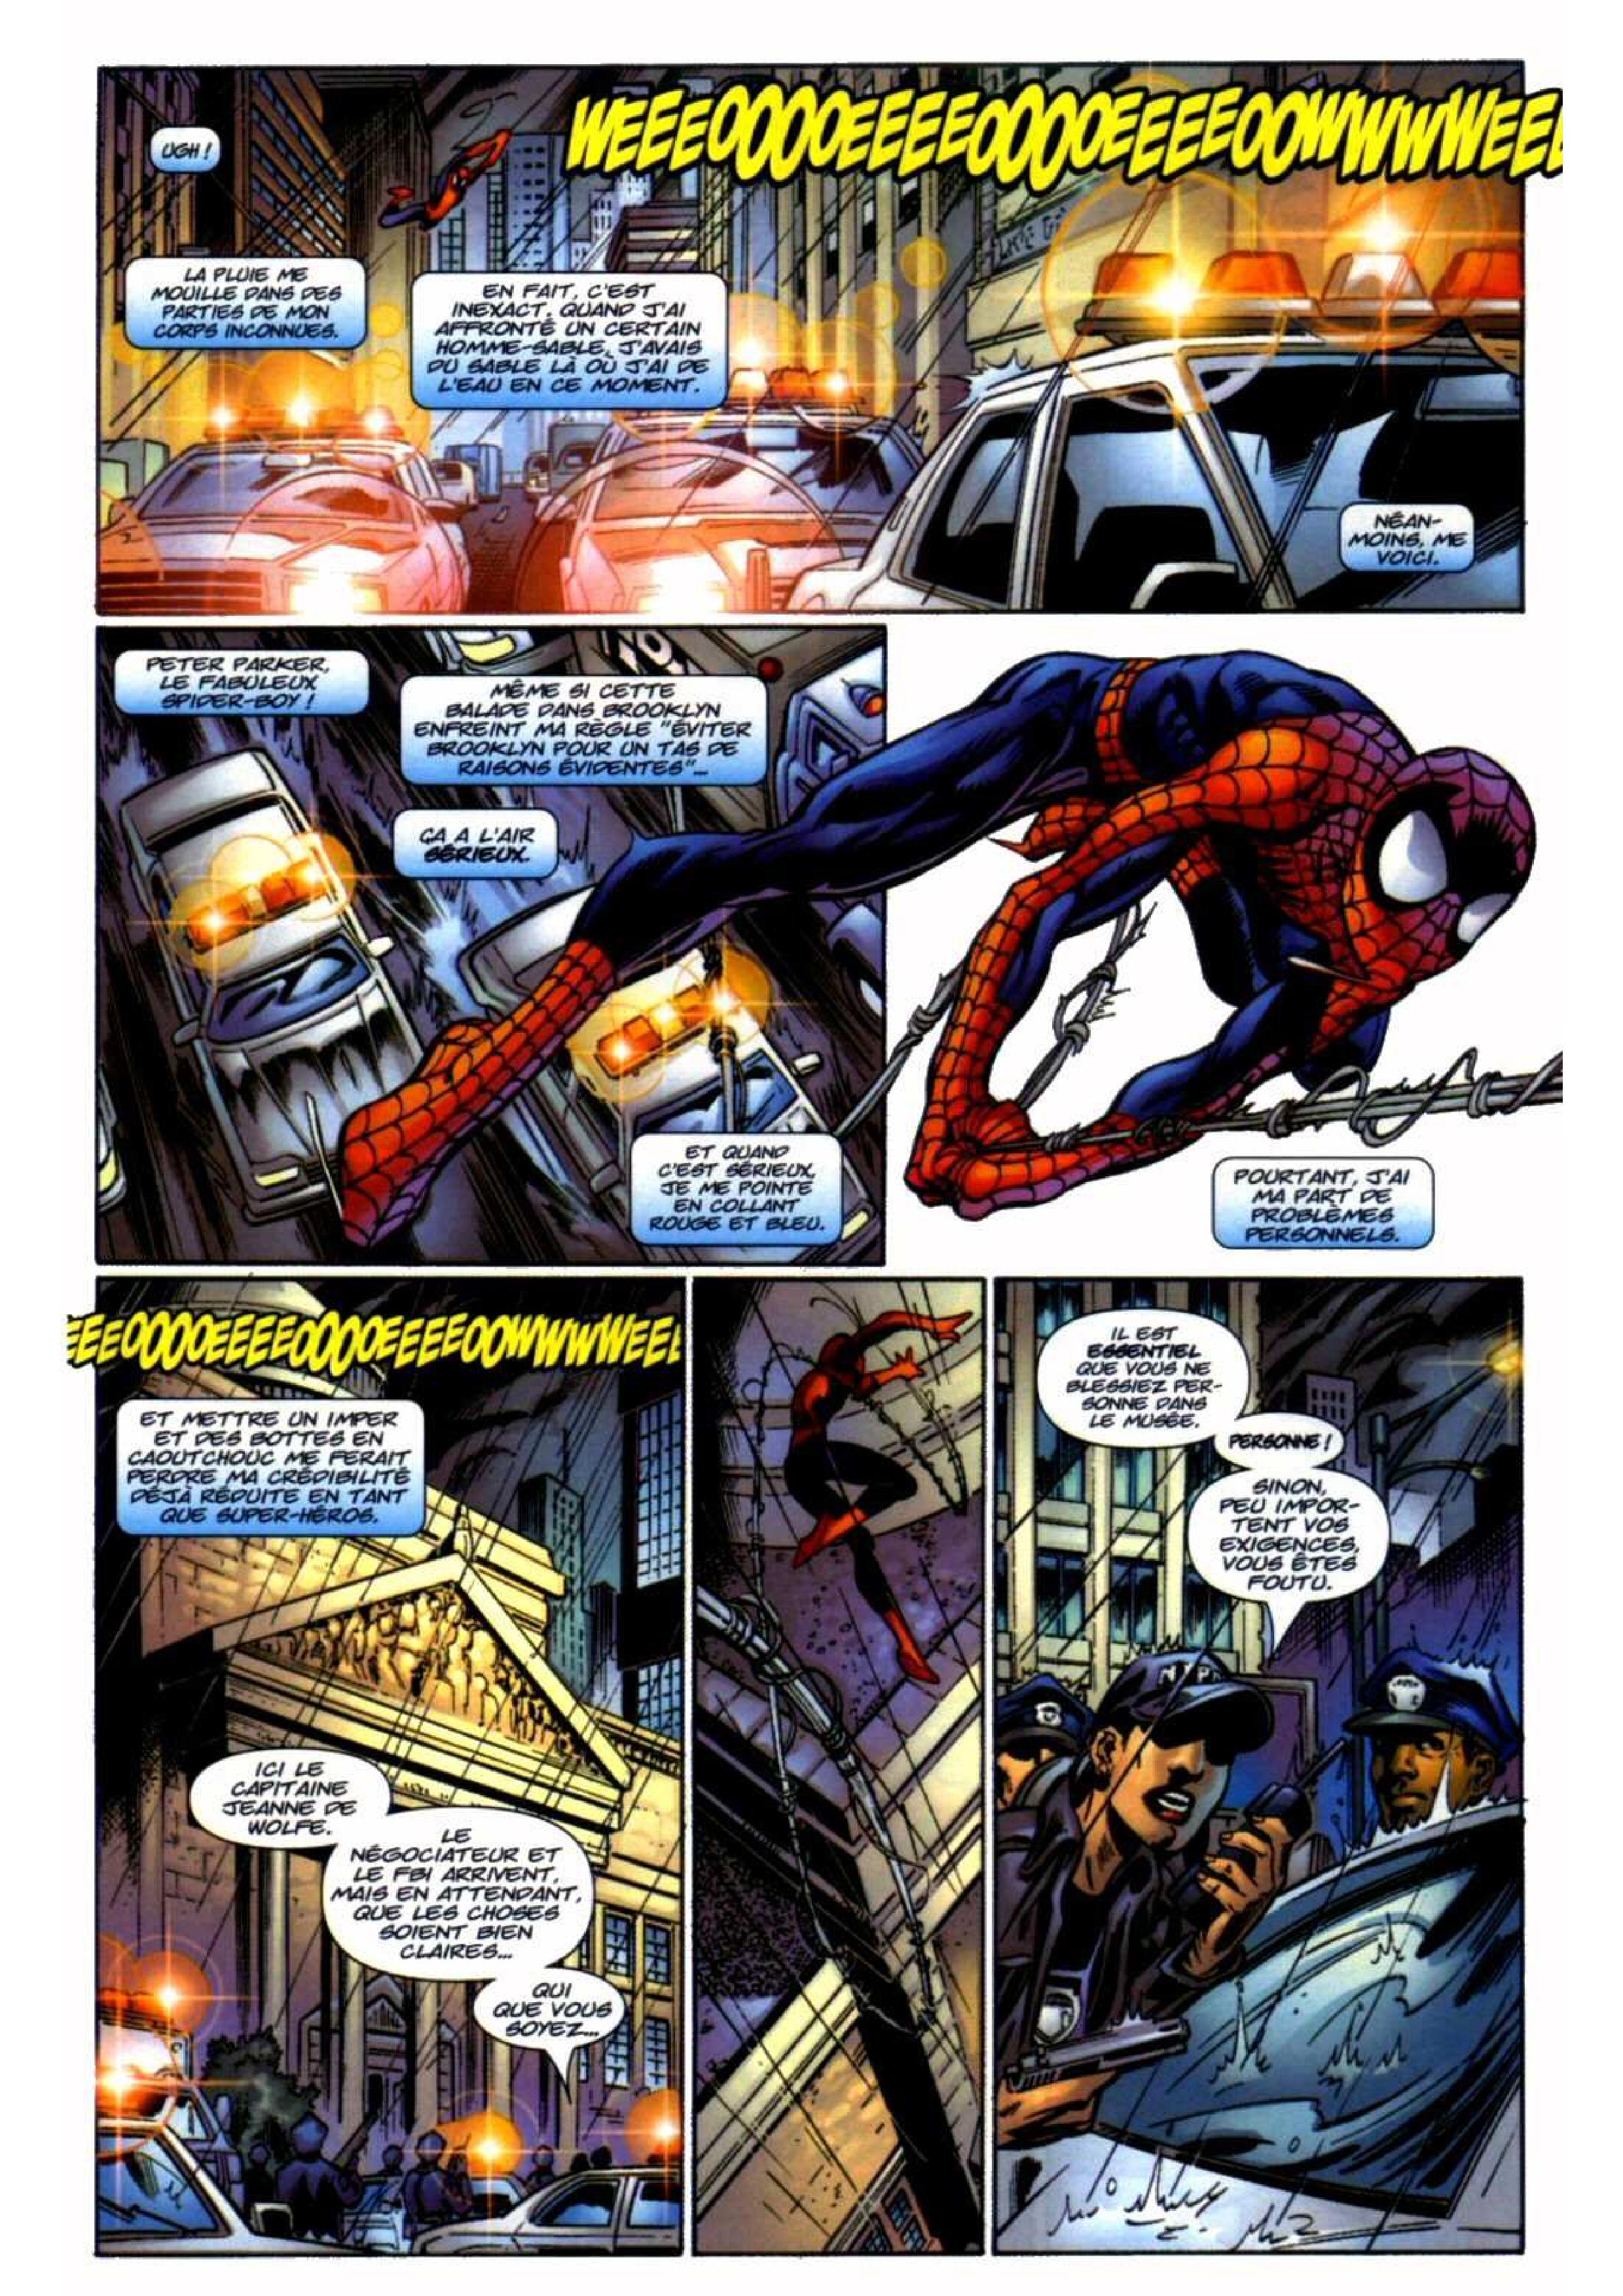 WEEEOOOOEEEEOOOOEEEEOOWWWWEEE
UGH !
LA PLUIE ME
MOUILLE DANS DES
PARTIES DE MON
CORPS INCONNUES.
EN FAIT, C'EST
INEXACT. QUAND J'AI
AFFRONTÉ UN CERTAIN
HOMME-SABLE, J'AVAIS
DU SABLE LÀ OÙ J'AI DE
L'EAU EN CE MOMENT.
NÉAN-
MOINS, ME
VOICI.
PETER PARKER,
LE FABULEUX
SPIDER-BOY !
MÊME SI CETTE
BALADE DANS BROOKLYN
ENFREINT MA RÈGLE "ÉVITER
BROOKLYN POUR UN TAS DE
RAISONS ÉVIDENTES"...
ÇA A L'AIR
SÉRIEUX.
ET QUAND
C'EST SÉRIEUX,
JE ME POINTE
EN COLLANT
ROUGE ET BLEU.
POURTANT, J'AI
MA PART DE
PROBLÈMES
PERSONNELS.
EEEOOOOEEEEOOOOEEEEOOWWWWEEE
ET METTRE UN IMPER
ET DES BOTTES EN
CAOUTCHOUC ME FERAIT
PERDRE MA CRÉDIBILITÉ
DÉJÀ RÉDUITE EN TANT
QUE SUPER-HÉROS.
ICI LE
CAPITAINE
JEANNE DE
WOLFE.
LE
NÉGOCIATEUR ET
LE FBI ARRIVENT,
MAIS EN ATTENDANT,
QUE LES CHOSES
SOIENT BIEN
CLAIRES...
QUI
QUE VOUS
SOYEZ...
IL EST
ESSENTIEL
QUE VOUS NE
BLESSIEZ PER-
SONNE DANS
LE MUSÉE.
PERSONNE !
SINON,
PEU IMPOR-
TENT VOS
EXIGENCES,
VOUS ÊTES
FOUTU.
NYPD